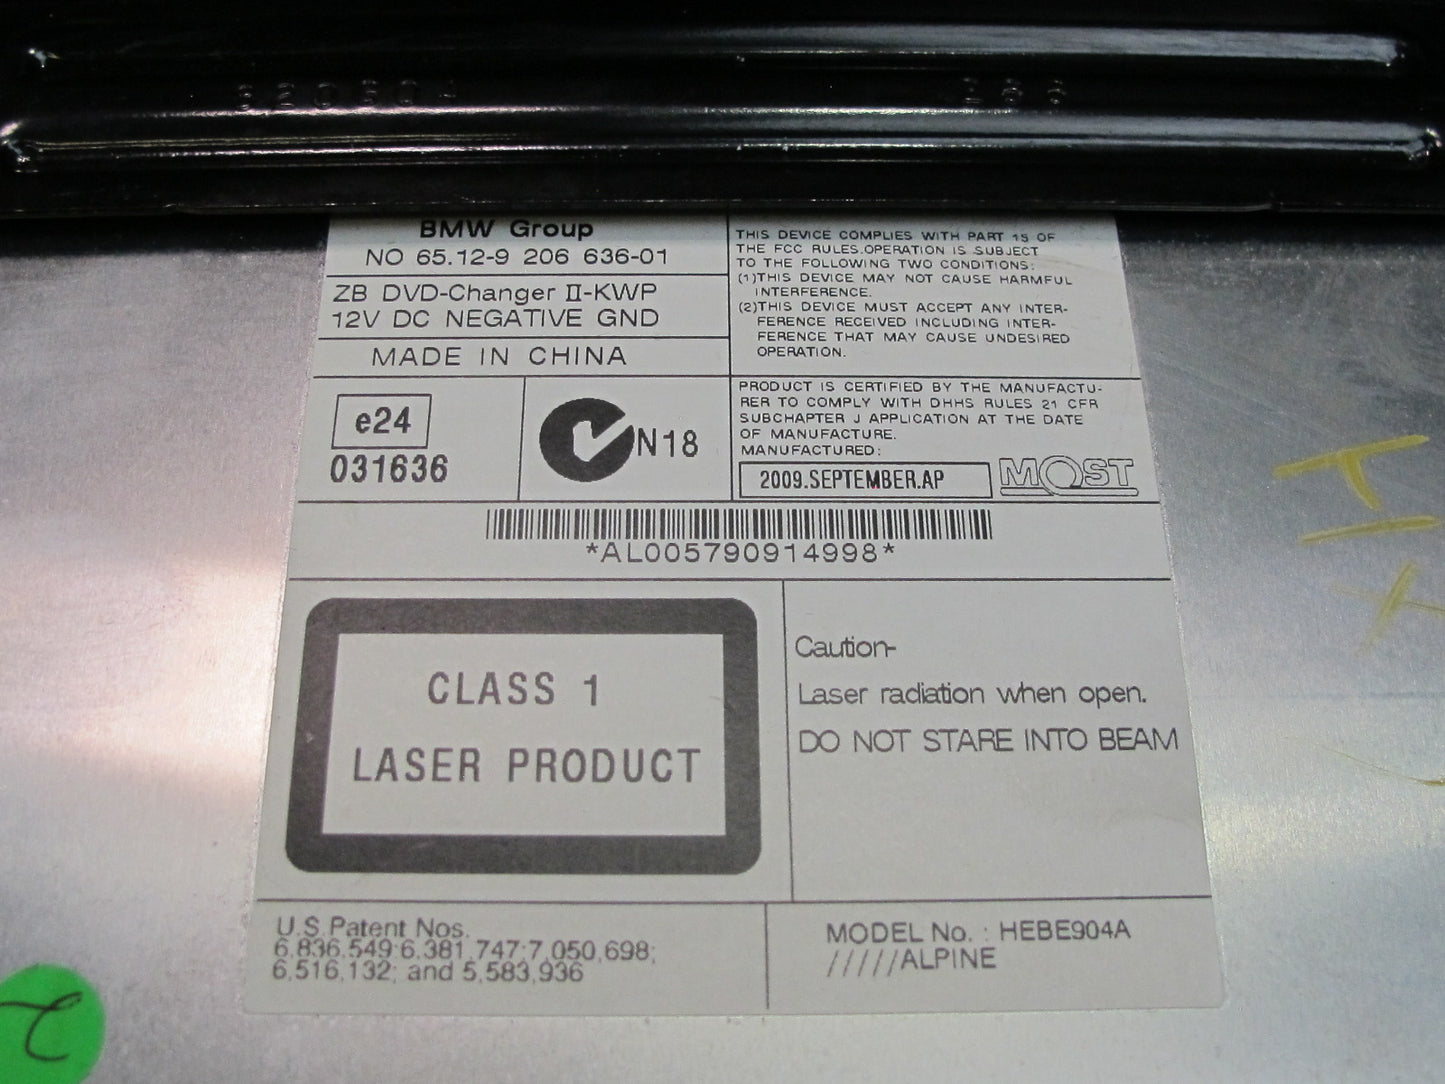 BMW Group
NO 65.12-9 206 636-01
ZB DVD-Changer II-KWP
12V DC NEGATIVE GND
MADE IN CHINA
THIS DEVICE COMPLIES WITH PART 15 OF
THE FCC RULES.OPERATION IS SUBJECT
TO THE FOLLOWING TWO CONDITIONS:
(1)THIS DEVICE MAY NOT CAUSE HARMFUL
INTERFERENCE.
(2)THIS DEVICE MUST ACCEPT ANY INTER-
FERENCE RECEIVED INCLUDING INTER-
FERENCE THAT MAY CAUSE UNDESIRED
OPERATION.
e24
031636
N18
PRODUCT IS CERTIFIED BY THE MANUFACTU-
RER TO COMPLY WITH DHHS RULES 21 CFR
SUBCHAPTER J APPLICATION AT THE DATE
OF MANUFACTURE.
MANUFACTURED:
2009.SEPTEMBER.AP
MOST
*AL005790914998*
CLASS 1
LASER PRODUCT
Caution-
Laser radiation when open.
DO NOT STARE INTO BEAM
U.S.Patent Nos.
6,836,549;6,381,747;7,050,698;
6,516,132; and 5,583,936
MODEL No. : HEBE904A
/////ALPINE